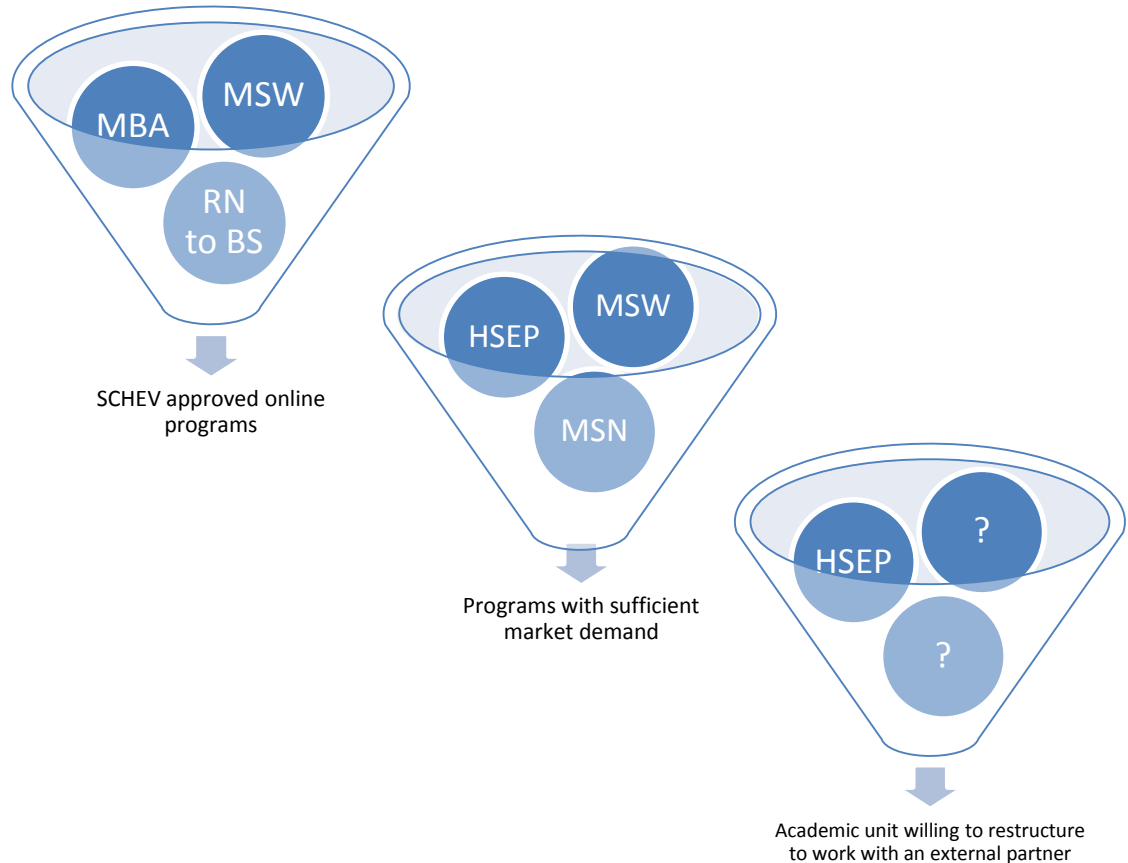 MBA
MSW
RN
to BS
SCHEV approved online
programs
HSEP
MSW
MSN
Programs with sufficient
market demand
HSEP
?
?
Academic unit willing to restructure
to work with an external partner